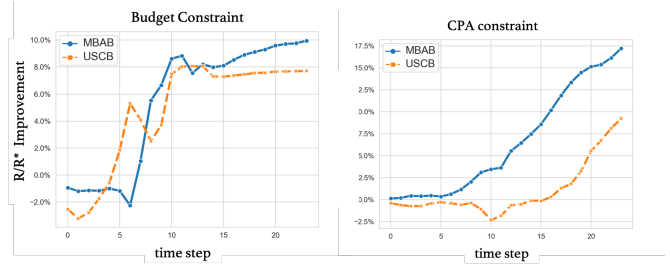 Budget Constraint
MBAB
USCB
R/R* Improvement
10.0%
8.0%
6.0%
4.0%
2.0%
0.0%
−2.0%
0
5
10
15
20
time step
CPA constraint
MBAB
USCB
17.5%
15.0%
12.5%
0.0%
7.5%
5.0%
2.5%
0.0%
−2.5%
0
10
20
time step